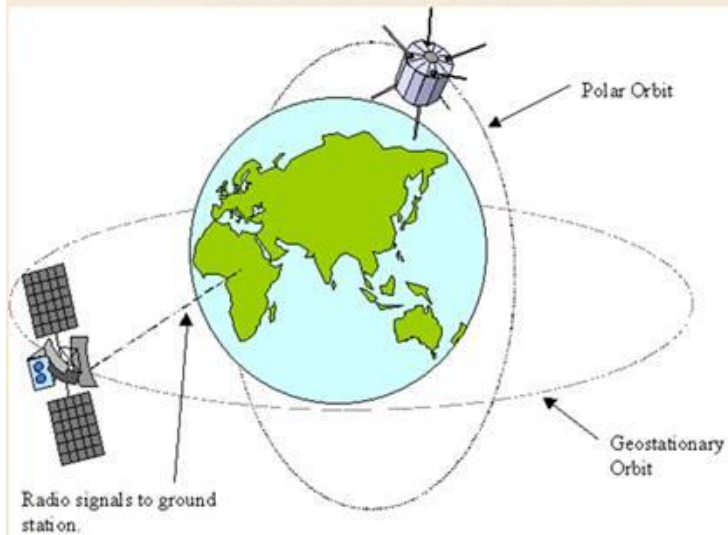 Polar Orbit
Geostationary
Orbit
Radio signals to ground
station.